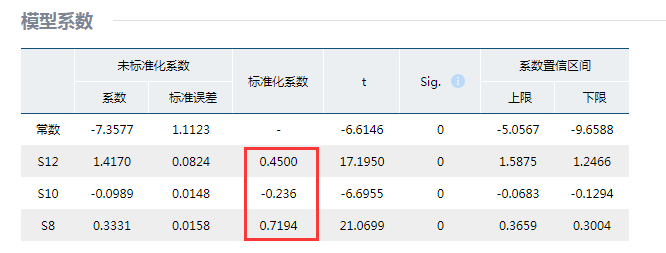 模型系数
未标准化系数 标准化系数 t Sig. 系数置信区间
系数 标准误差 上限 下限
常数 -7.3577 1.1123 - -6.6146 0 -5.0567 -9.6588
S12 1.4170 0.0824 0.4500 17.1950 0 1.5875 1.2466
S10 -0.0989 0.0148 -0.236 -6.6955 0 -0.0683 -0.1294
S8 0.3331 0.0158 0.7194 21.0699 0 0.3659 0.3004